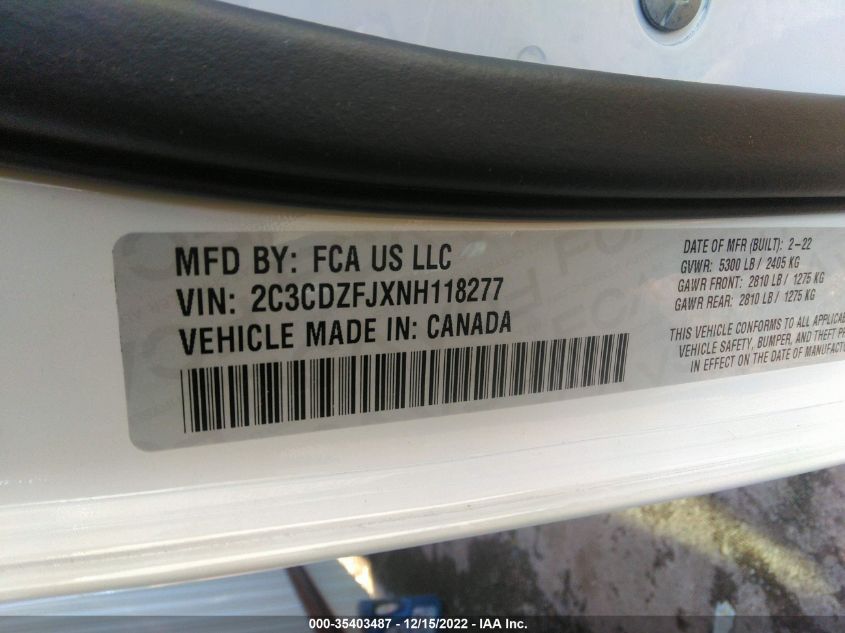 MFD BY: FCA US LLC
VIN: 2C3CDZFJXNH118277
VEHICLE MADE IN: CANADA
DATE OF MFR (BUILT): 2-22
GVWR: 5300 LB / 2405 KG
GAWR FRONT: 2810 LB / 1275 KG
GAWR REAR: 2810 LB / 1275 KG
THIS VEHICLE CONFORMS TO ALL
VEHICLE SAFETY, BUMPER, AND THEFT
IN EFFECT ON THE DATE OF
000-35403487 - 12/15/2022 - IAA Inc.